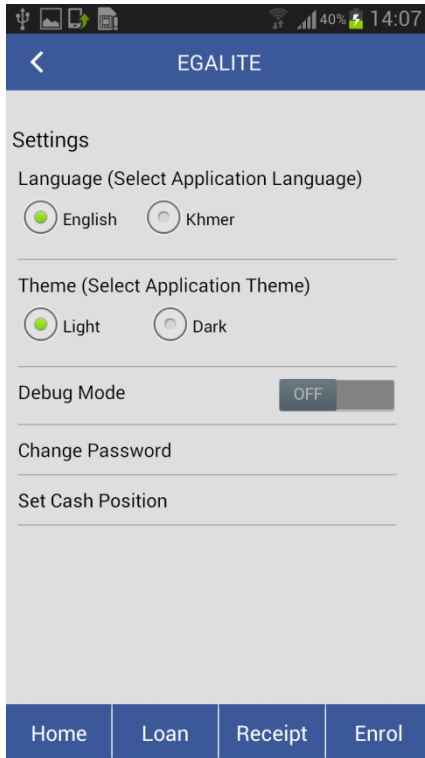 40% 14:07
EGALITE
Settings
Language (Select Application Language)
English Khmer
Theme (Select Application Theme)
Light Dark
Debug Mode OFF
Change Password
Set Cash Position
Home Loan Receipt Enrol